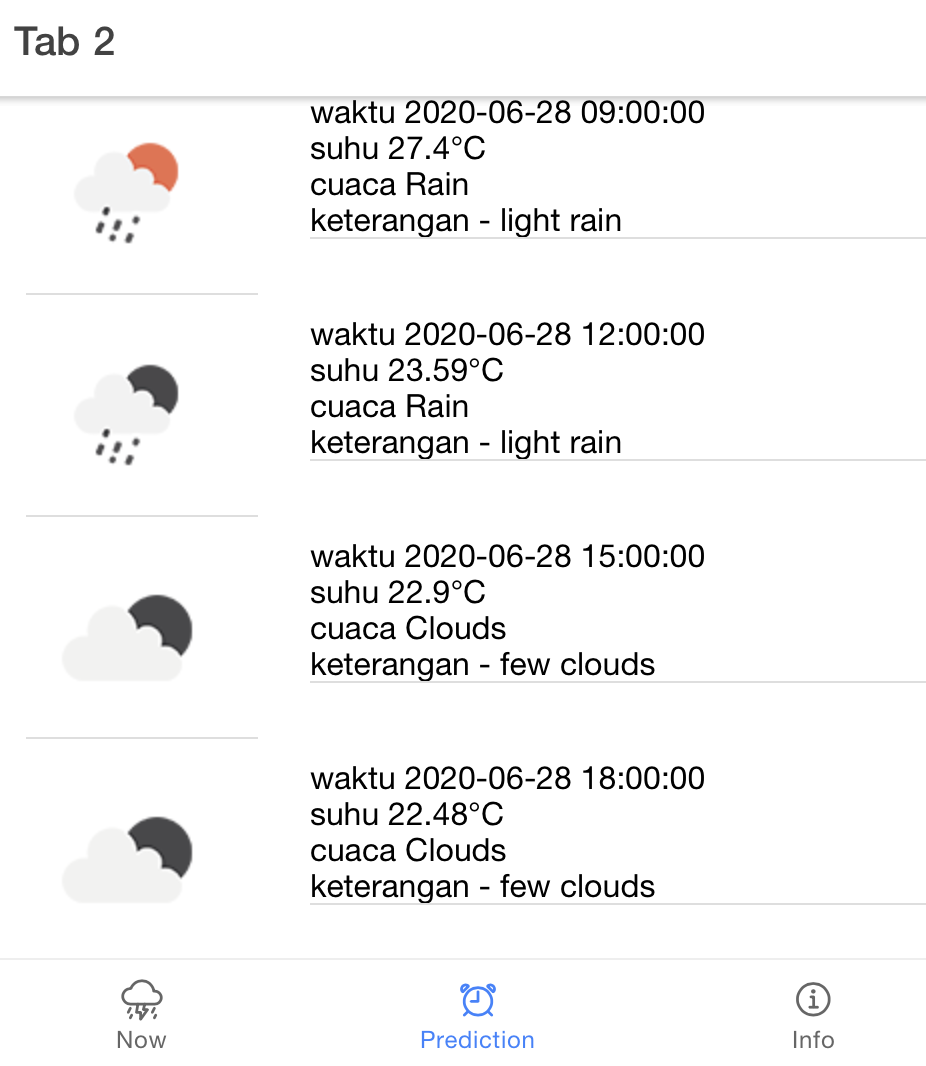 Tab 2
waktu 2020-06-28 09:00:00
suhu 27.4°C
cuaca Rain
keterangan - light rain
waktu 2020-06-28 12:00:00
suhu 23.59°C
cuaca Rain
keterangan - light rain
waktu 2020-06-28 15:00:00
suhu 22.9°C
cuaca Clouds
keterangan - few clouds
waktu 2020-06-28 18:00:00
suhu 22.48°C
cuaca Clouds
keterangan - few clouds
Now
Prediction
Info